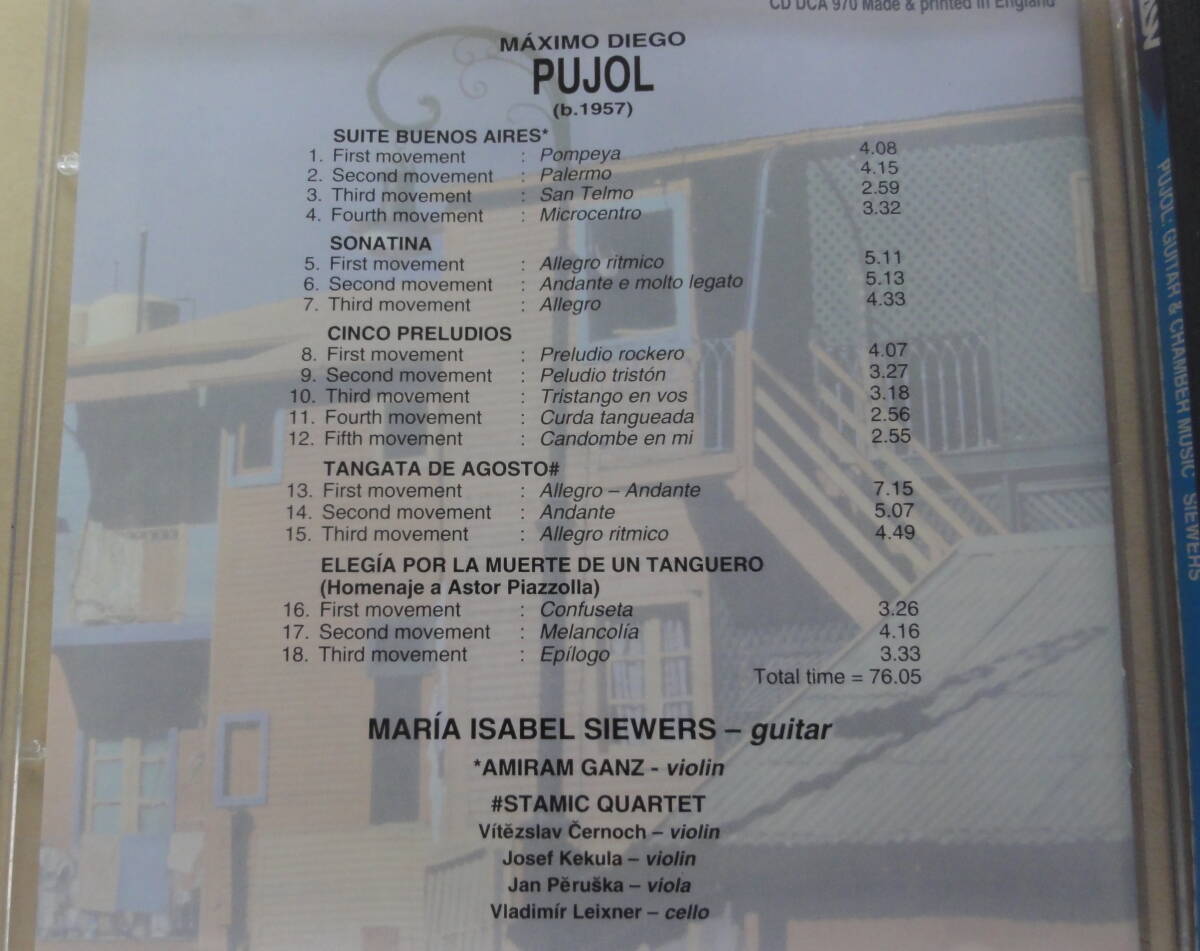 CD DCA 970 Made & printed in England
MÁXIMO DIEGO
PUJOL
(b.1957)
SUITE BUENOS AIRES*
1. First movement : Pompeya 4.08
2. Second movement : Palermo 4.15
3. Third movement : San Telmo 2.59
4. Fourth movement : Microcentro 3.32
SONATINA
5. First movement : Allegro ritmico 5.11
6. Second movement : Andante e molto legato 5.13
7. Third movement : Allegro 4.33
CINCO PRELUDIOS
8. First movement : Preludio rockero 4.07
9. Second movement : Peludio tristón 3.27
10. Third movement : Tristango en vos 3.18
11. Fourth movement : Curda tangueada 2.56
12. Fifth movement : Candombe en mi 2.55
TANGATA DE AGOSTO#
13. First movement : Allegro – Andante 7.15
14. Second movement : Andante 5.07
15. Third movement : Allegro ritmico 4.49
ELEGÍA POR LA MUERTE DE UN TANGUERO
(Homenaje a Astor Piazzolla)
16. First movement : Confuseta 3.26
17. Second movement : Melancolía 4.16
18. Third movement : Epílogo 3.33
Total time = 76.05
MARÍA ISABEL SIEWERS – guitar
*AMIRAM GANZ - violin
#STAMIC QUARTET
Vítězslav Černoch – violin
Josef Kekula – violin
Jan Pěruška – viola
Vladimír Leixner – cello
PUJOL: GUITAR & CHAMBER MUSIC SIEWERS